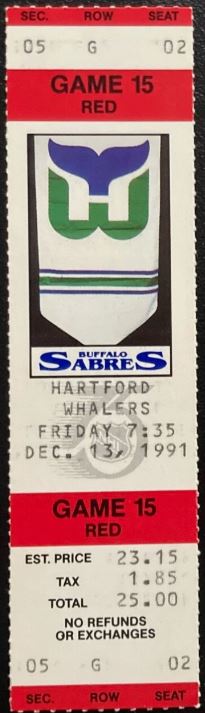 SEC. ROW SEAT
05 G 02
GAME 15
RED
BUFFALO
SABRES
HARTFORD
WHALERS
FRIDAY 7:35
DEC. 13, 1991
GAME 15
RED
EST. PRICE 23.15
TAX 1.85
TOTAL 25.00
NO REFUNDS
OR EXCHANGES
05 G 02
SEC. ROW SEAT